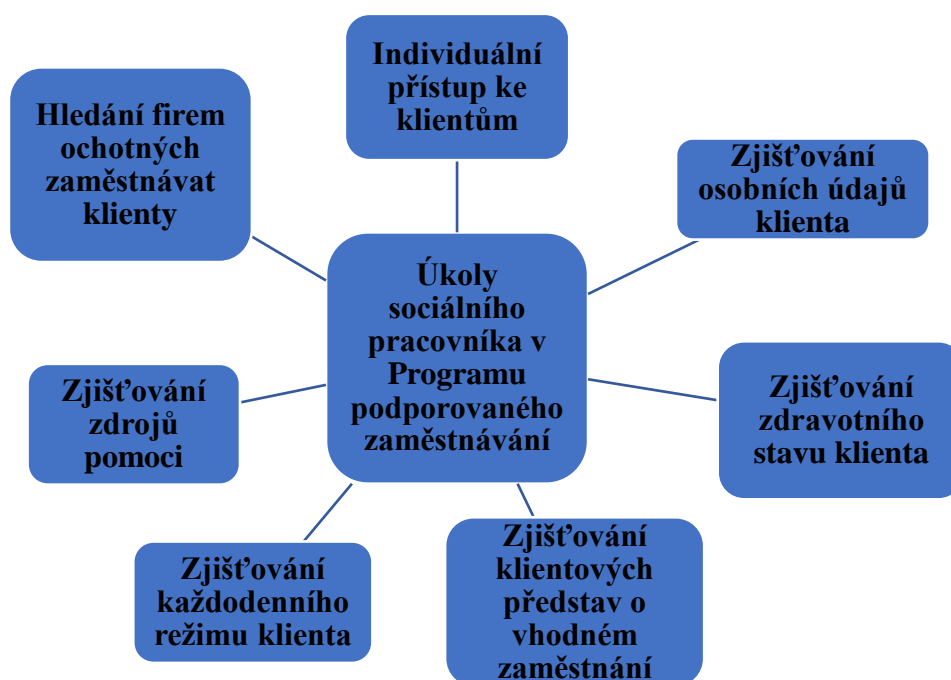 Individuální
přístup ke
klientům
Hledání firem
ochotných
zaměstnávat
klienty
Zjišťování
osobních údajů
klienta
Úkoly
sociálního
pracovníka v
Programu
podporovaného
zaměstnávání
Zjišťování
zdrojů
pomoci
Zjišťování
zdravotního
stavu klienta
Zjišťování
každodenního
režimu klienta
Zjišťování
klientových
představ o
vhodném
zaměstnání